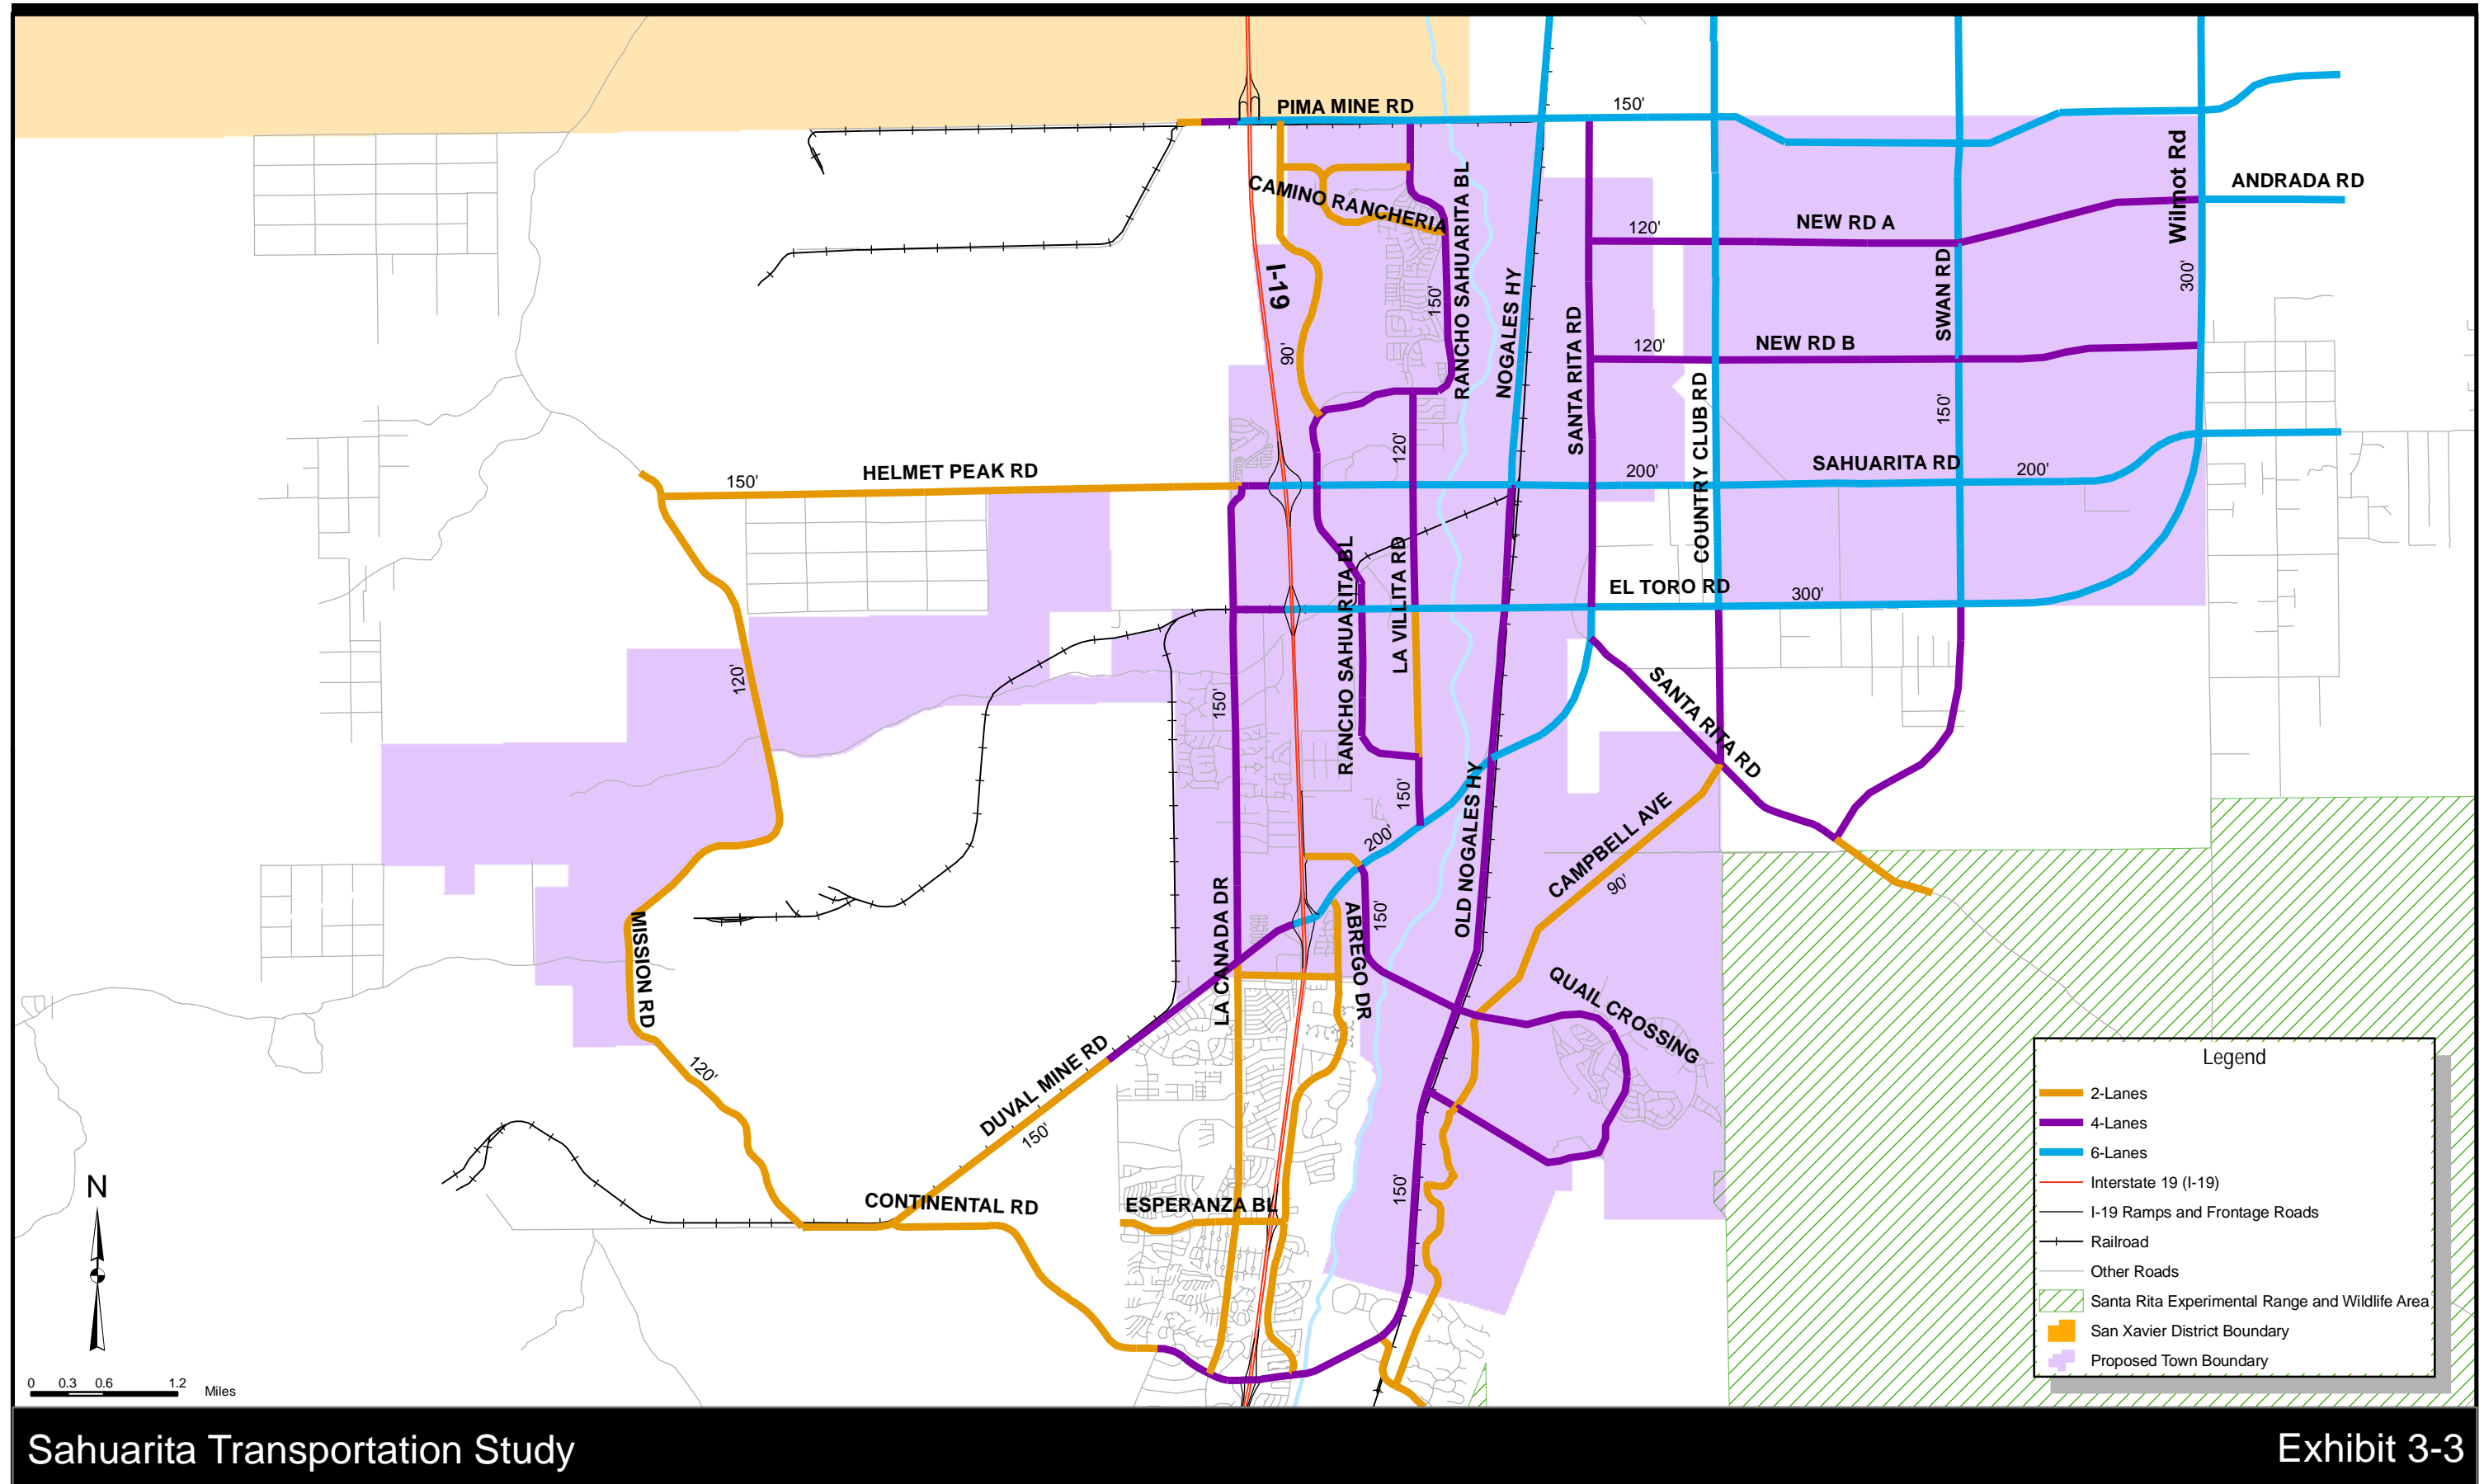 PIMA MINE RD
150'
Wilmot Rd
ANDRADA RD
CAMINO RANCHERIA
RANCHO SAHUARITA BL
NEW RD A
120'
I-19
NOGALES HY
SWAN RD
300'
150'
SANTA RITA RD
90'
120'
NEW RD B
COUNTRY CLUB RD
150'
120'
HELMET PEAK RD
150'
SAHUARITA RD
200'
200'
RANCHO SAHUARITA BL
LA VILLITA RD
EL TORO RD
300'
120'
150'
SANTA RITA RD
150'
OLD NOGALES HY
CAMPBELL AVE
90'
200'
LA CANADA DR
ABREGO DR
150'
MISSION RD
QUAIL CROSSING
120'
DUVAL MINE RD
150'
150'
CONTINENTAL RD
ESPERANZA BL
N
0 0.3 0.6 1.2 Miles
Legend
2-Lanes
4-Lanes
6-Lanes
Interstate 19 (I-19)
I-19 Ramps and Frontage Roads
Railroad
Other Roads
Santa Rita Experimental Range and Wildlife Area
San Xavier District Boundary
Proposed Town Boundary
Sahuarita Transportation Study
Exhibit 3-3